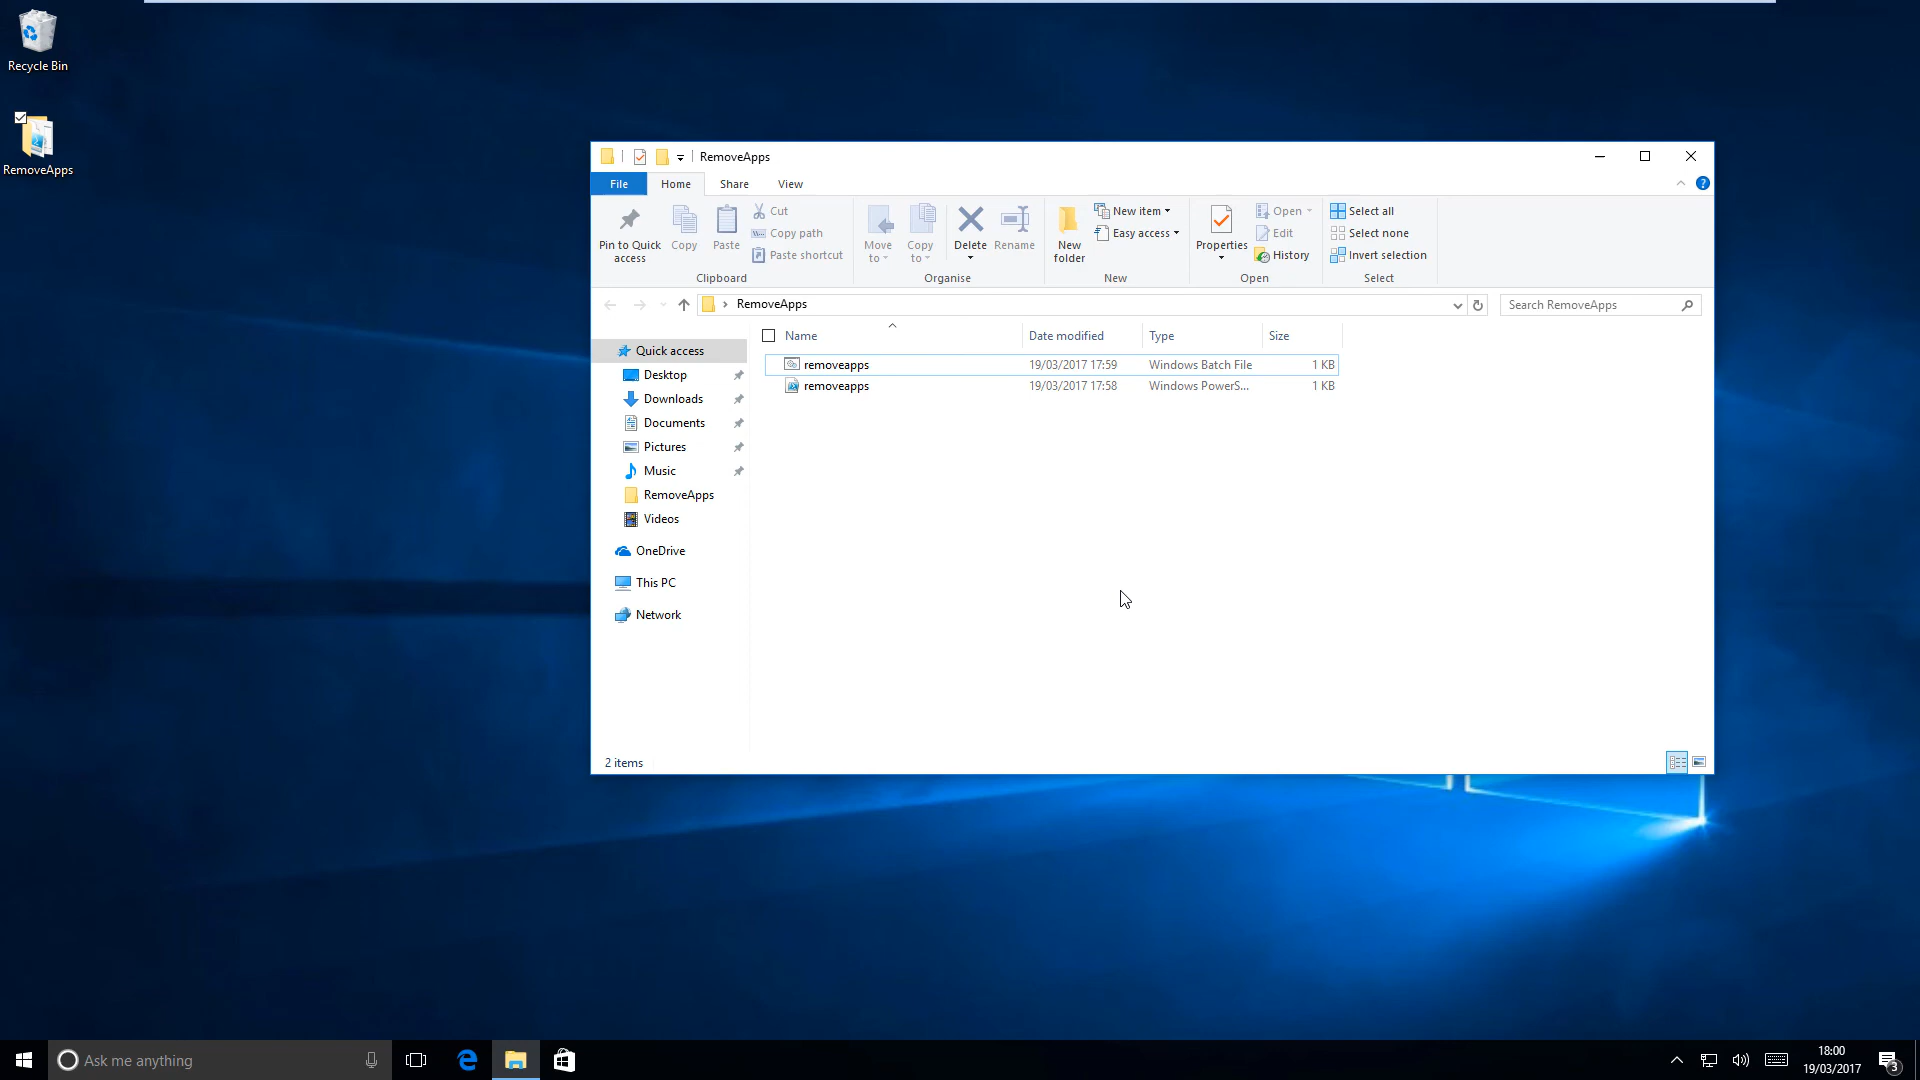 Recycle Bin
RemoveApps
RemoveApps
File Home Share View
Pin to Quick access
Copy
Paste
Cut
Copy path
Paste shortcut
Clipboard
Move to
Copy to
Delete
Rename
Organise
New folder
New item
Easy access
New
Properties
Open
Edit
History
Open
Select all
Select none
Invert selection
Select
RemoveApps
Search RemoveApps
Name Date modified Type Size
removeapps 19/03/2017 17:59 Windows Batch File 1 KB
removeapps 19/03/2017 17:58 Windows PowerS... 1 KB
Quick access
Desktop
Downloads
Documents
Pictures
Music
RemoveApps
Videos
OneDrive
This PC
Network
2 items
Ask me anything
18:00
19/03/2017
3